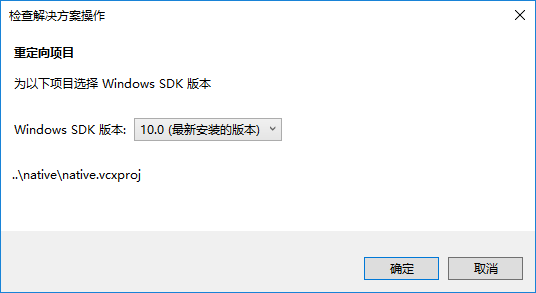 检查解决方案操作
重定向项目
为以下项目选择 Windows SDK 版本
Windows SDK 版本: 10.0 (最新安装的版本)
..\native\native.vcxproj
确定 取消